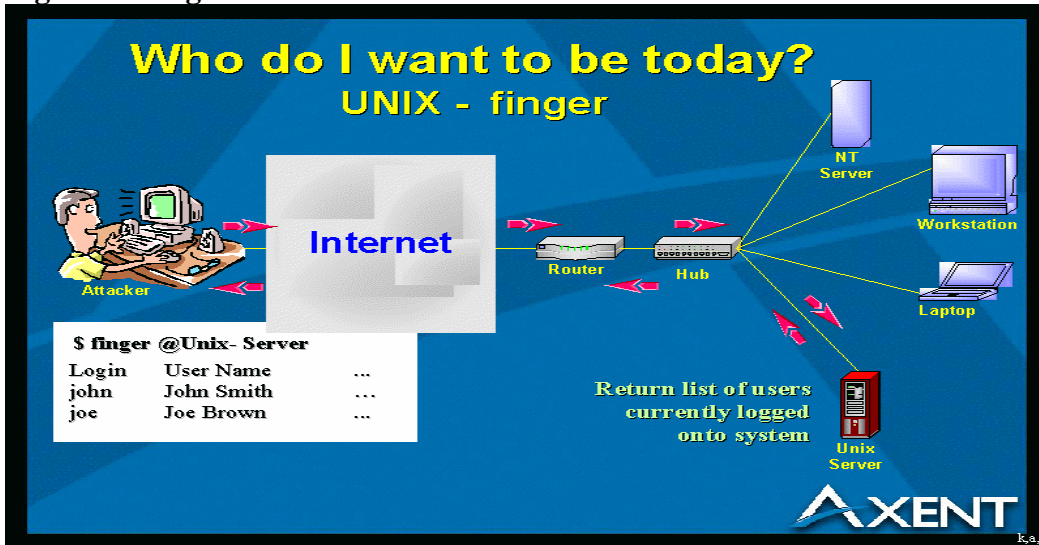 Who do I want to be today?
UNIX - finger
NT
Server
Workstation
Internet
Router
Hub
Attacker
Laptop
$ finger @Unix- Server
Login User Name ...
john John Smith ...
joe Joe Brown ...
Return list of users
currently logged
onto system
Unix
Server
AXENT
k,a,